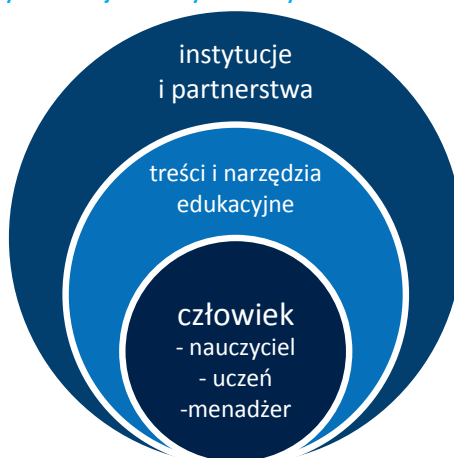 instytucje
i partnerstwa
treści i narzędzia
edukacyjne
człowiek
- nauczyciel
- uczeń
-menadżer